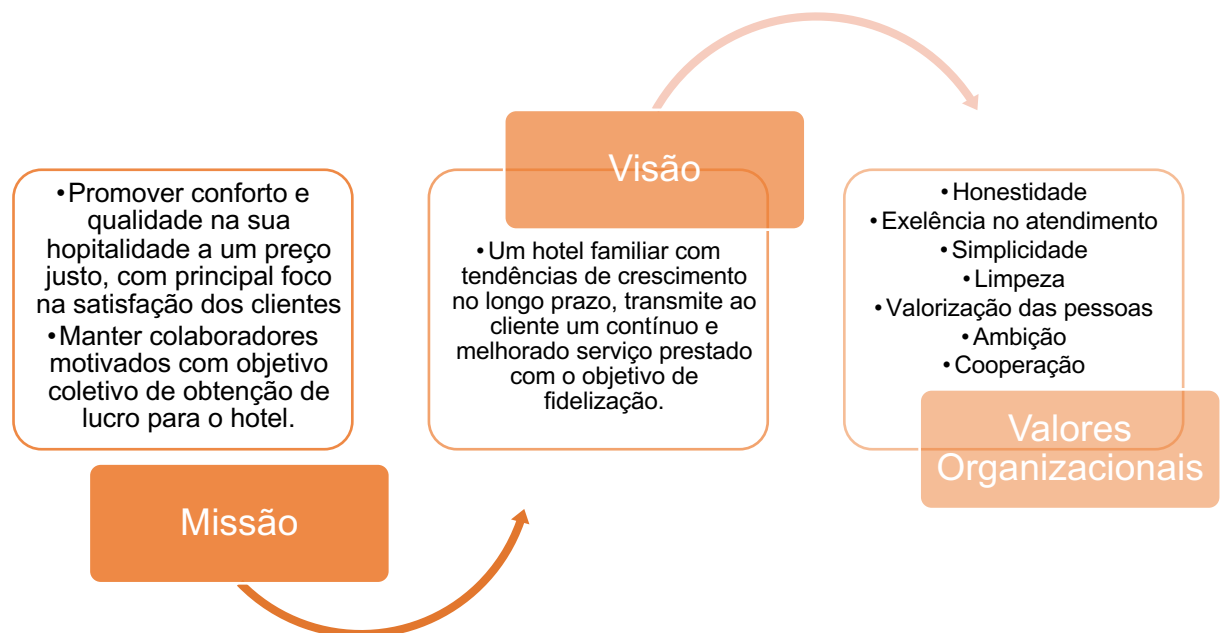 •Promover conforto e
qualidade na sua
hopitalidade a um preço
justo, com principal foco
na satisfação dos clientes
•Manter colaboradores
motivados com objetivo
coletivo de obtenção de
lucro para o hotel.
Missão
Visão
•Um hotel familiar com
tendências de crescimento
no longo prazo, transmite ao
cliente um contínuo e
melhorado serviço prestado
com o objetivo de
fidelização.
•Honestidade
•Exelência no atendimento
•Simplicidade
•Limpeza
•Valorização das pessoas
•Ambição
•Cooperação
Valores
Organizacionais